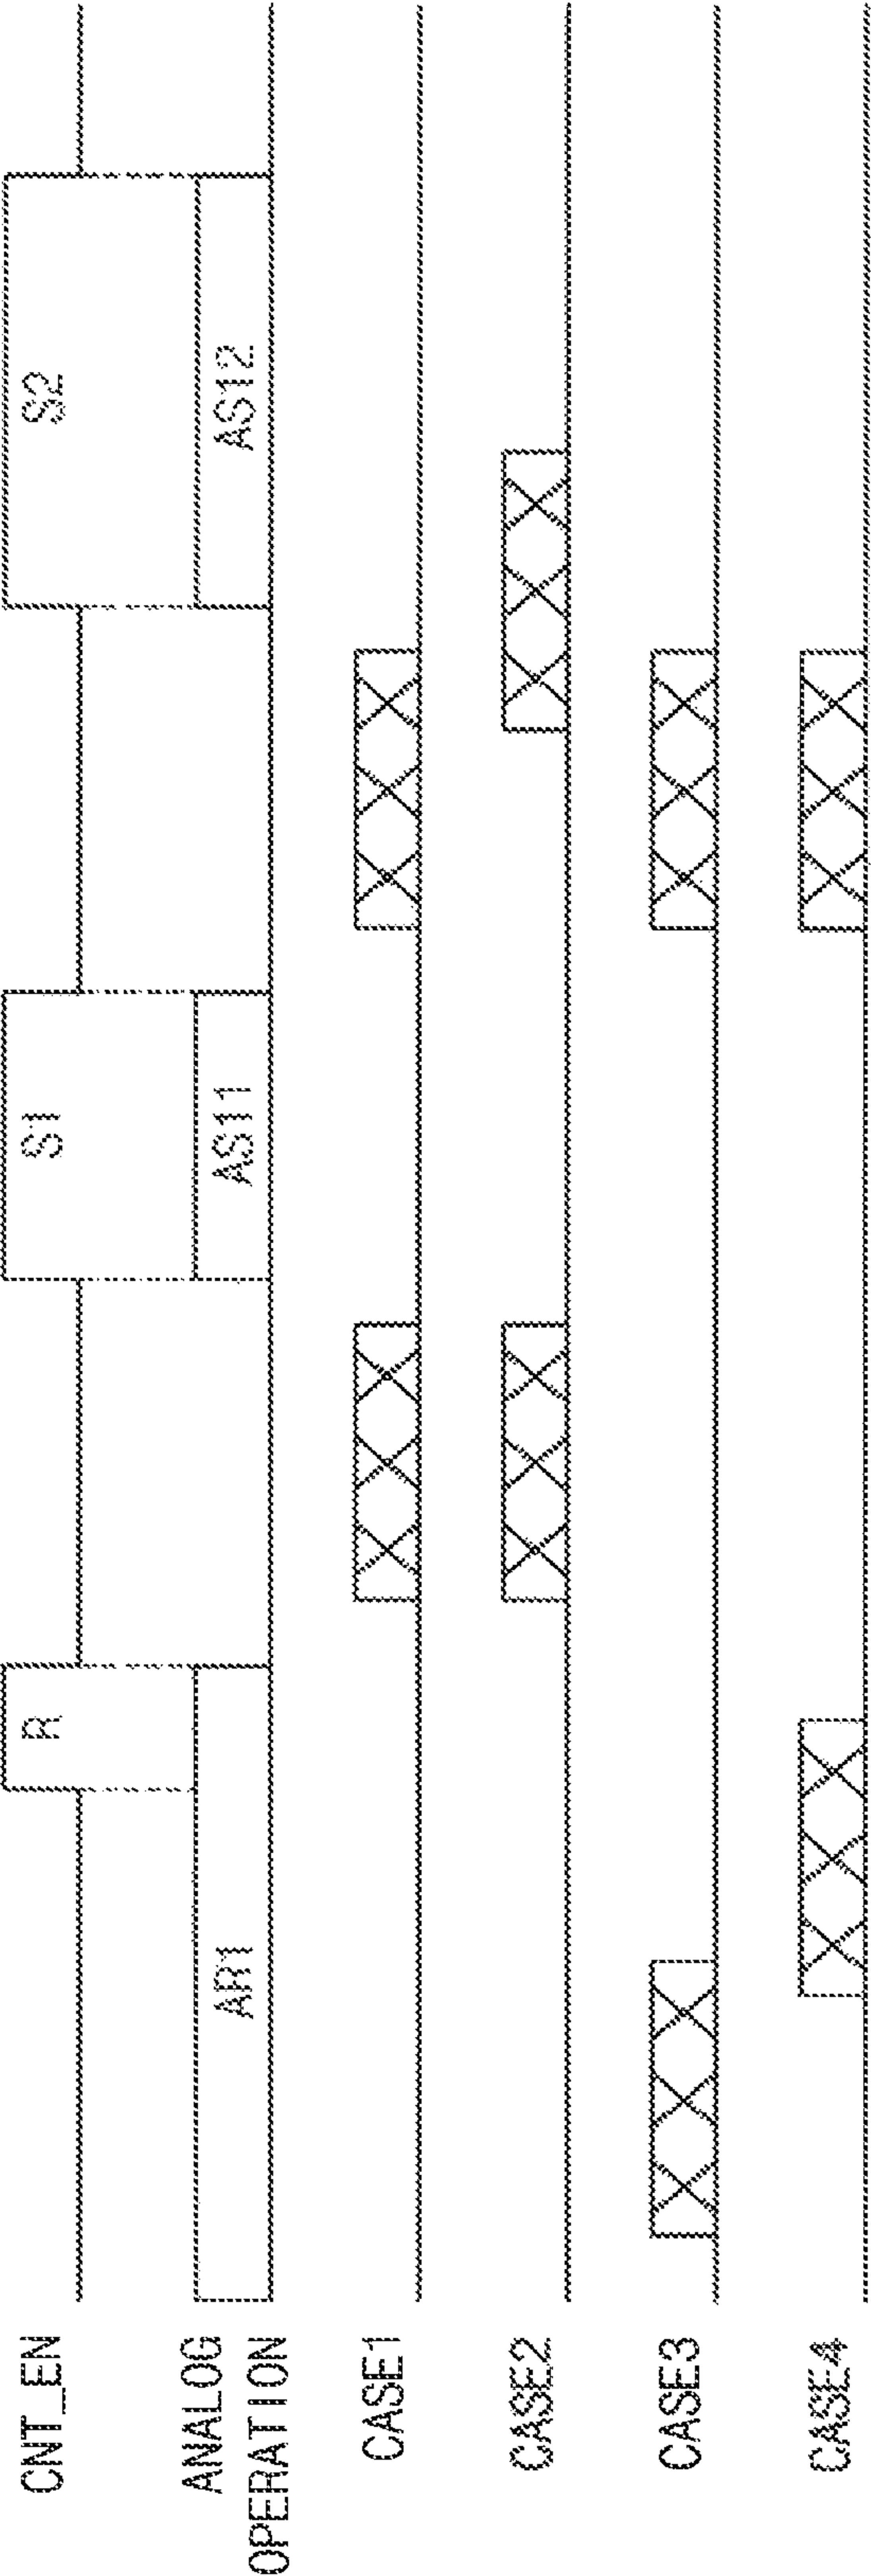 CNT_EN
R
S1
S2
ANALOG
OPERATION
AR1
AS11
AS12
CASE1
CASE2
CASE3
CASE4